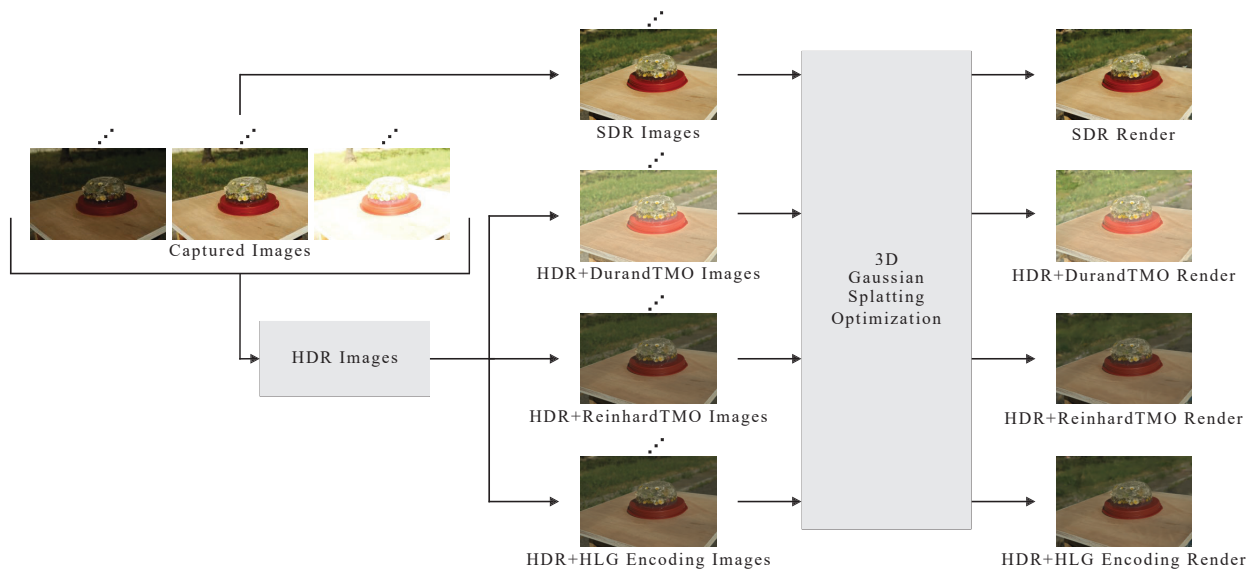 SDR Images
SDR Render
Captured Images
HDR+DurandTMO Images
HDR+DurandTMO Render
3D
Gaussian
Splatting
Optimization
HDR Images
HDR+ReinhardTMO Images
HDR+ReinhardTMO Render
HDR+HLG Encoding Images
HDR+HLG Encoding Render